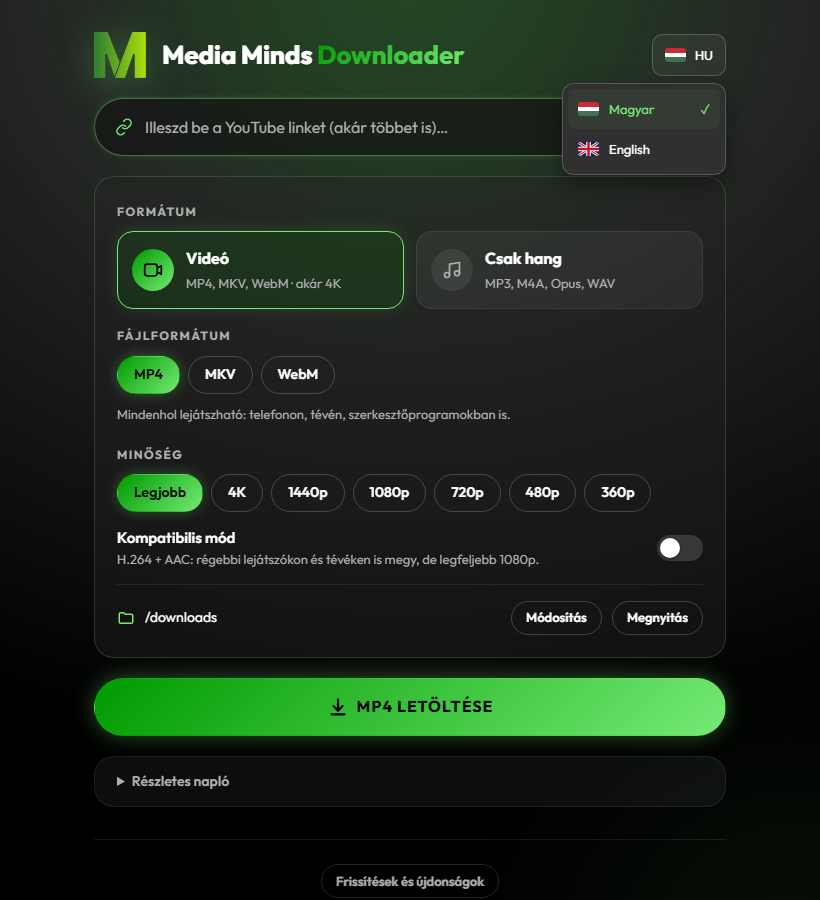 M Media Minds Downloader
HU
Magyar ✓
English
Illeszd be a YouTube linket (akár többet is)...
FORMÁTUM
Videó
MP4, MKV, WebM · akár 4K
Csak hang
MP3, M4A, Opus, WAV
FÁJLFORMÁTUM
MP4 MKV WebM
Mindenhol lejátszható: telefonon, tévén, szerkesztőprogramokban is.
MINŐSÉG
Legjobb 4K 1440p 1080p 720p 480p 360p
Kompatibilis mód
H.264 + AAC: régebbi lejátszókon és tévéken is megy, de legfeljebb 1080p.
/downloads Módosítás Megnyitás
MP4 LETÖLTÉSE
Részletes napló
Frissítések és újdonságok